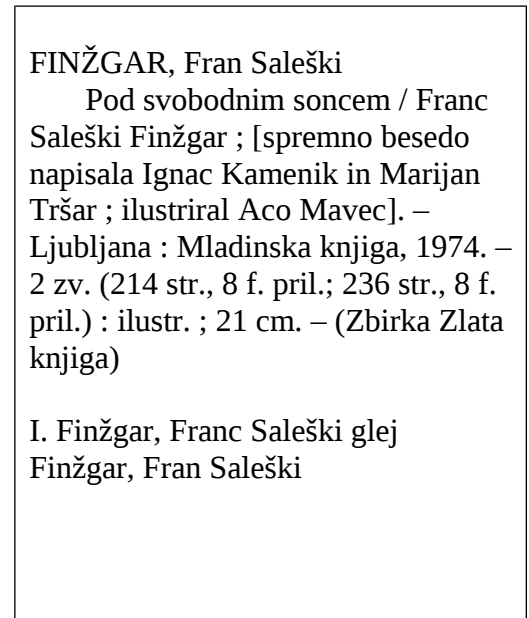 FINŽGAR, Fran Saleški
Pod svobodnim soncem / Franc
Saleški Finžgar ; [spremno besedo
napisala Ignac Kamenik in Marijan
Tršar ; ilustriral Aco Mavec]. –
Ljubljana : Mladinska knjiga, 1974. –
2 zv. (214 str., 8 f. pril.; 236 str., 8 f.
pril.) : ilustr. ; 21 cm. – (Zbirka Zlata
knjiga)
I. Finžgar, Franc Saleški glej
Finžgar, Fran Saleški